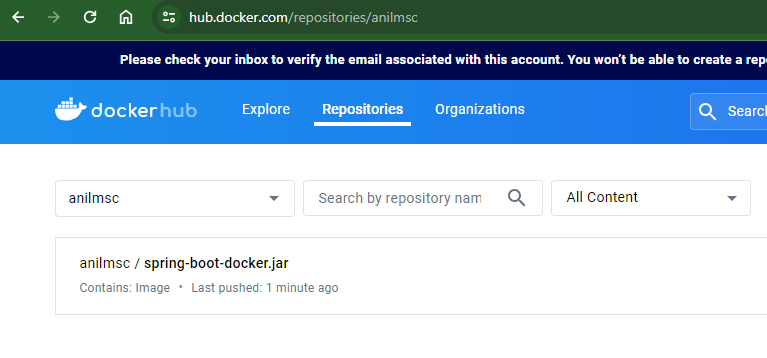 hub.docker.com/repositories/anilmsc
Please check your inbox to verify the email associated with this account. You won't be able to create a repo
dockerhub Explore Repositories Organizations Search
anilmsc Search by repository nam All Content
anilmsc / spring-boot-docker.jar
Contains: Image • Last pushed: 1 minute ago